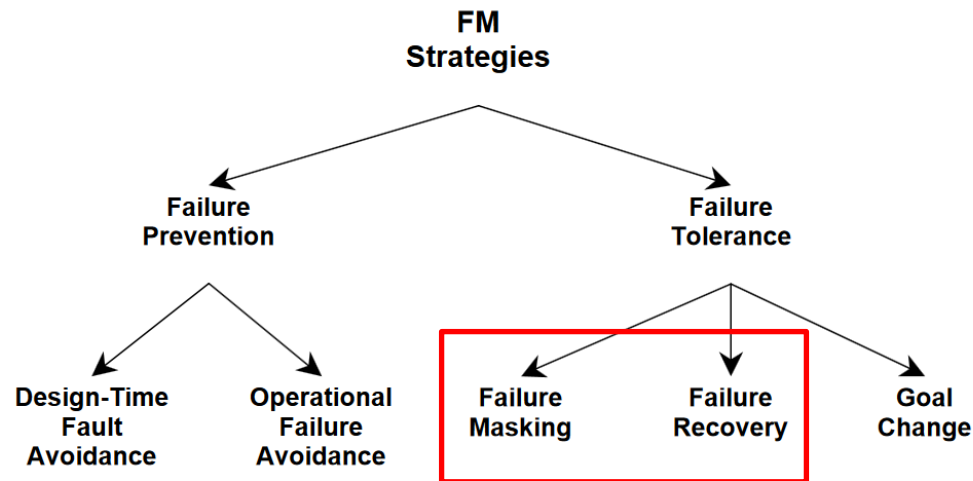 FM
Strategies
Failure
Prevention
Failure
Tolerance
Design-Time
Fault
Avoidance
Operational
Failure
Avoidance
Failure
Masking
Failure
Recovery
Goal
Change